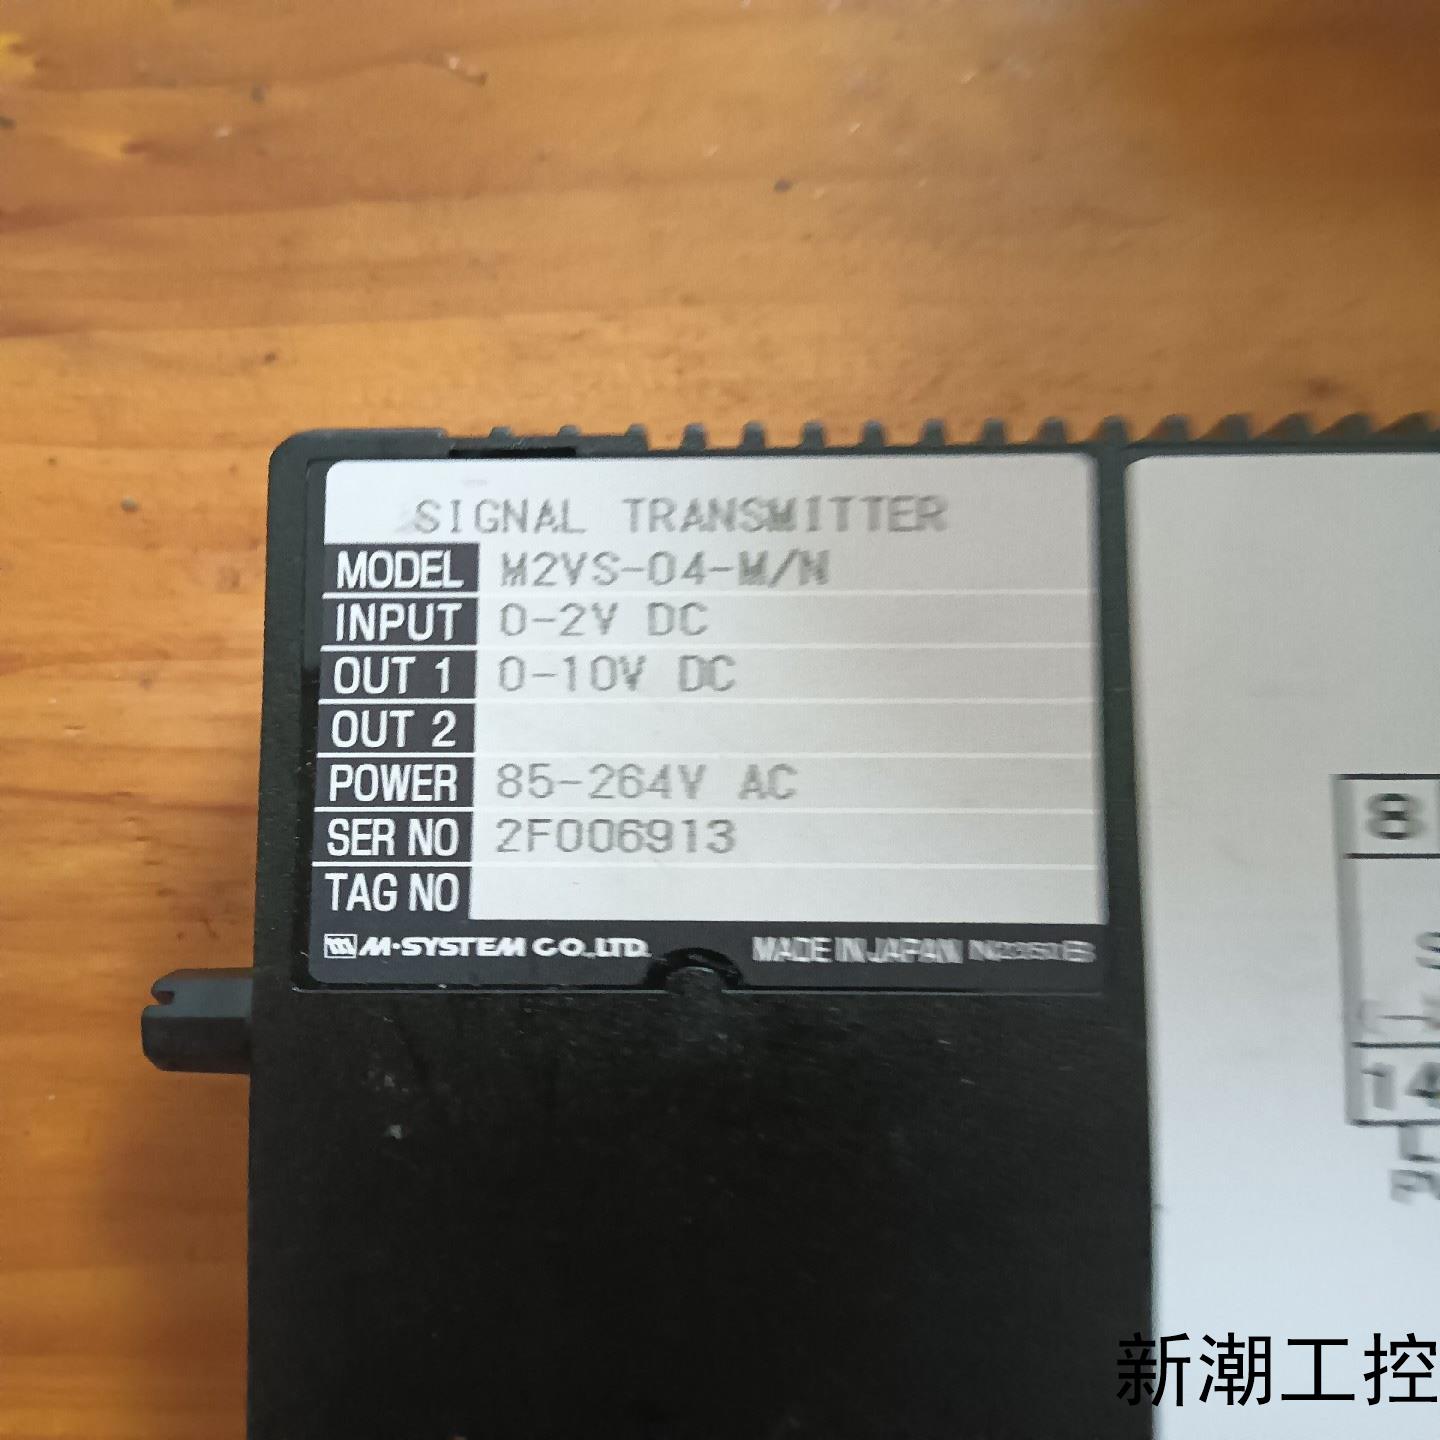 SIGNAL TRANSMITTER
MODEL M2VS-04-M/N
INPUT 0-2V DC
OUT 1 0-10V DC
OUT 2
POWER 85-264V AC
SER NO 2F006913
TAG NO
M-SYSTEM CO.,LTD. MADE IN JAPAN
8
14
新潮工控